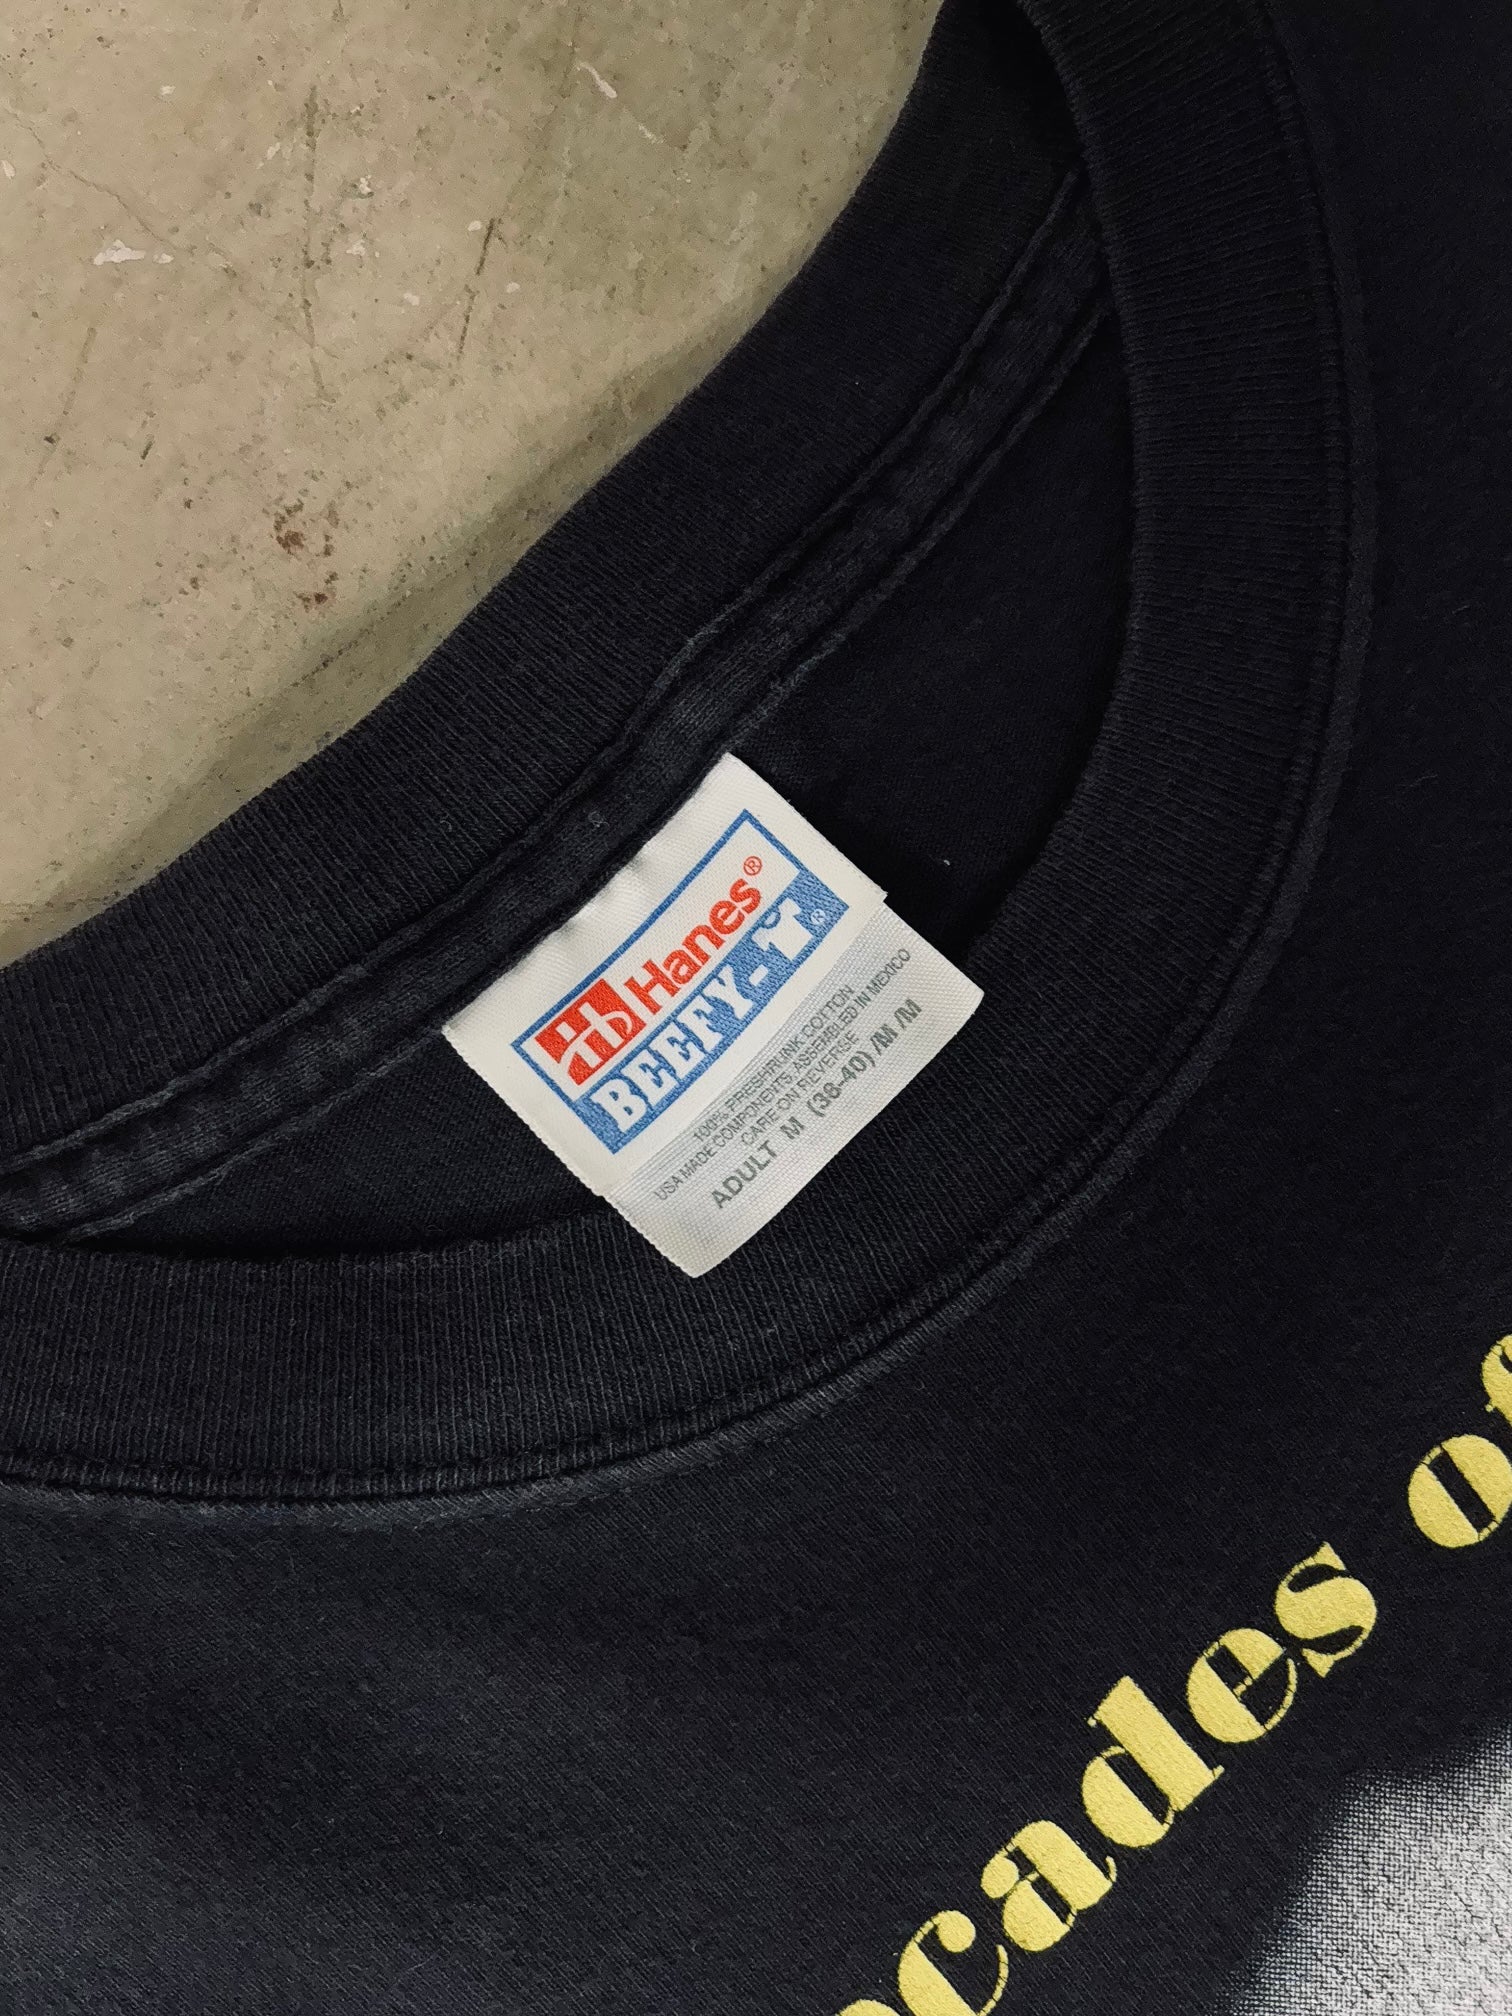 Hanes®
BEEFY-T®
100% PRESHRUNK COTTON
USA MADE COMPONENTS, ASSEMBLED IN MEXICO
CARE ON REVERSE
ADULT M (38-40) /M /M
cades of